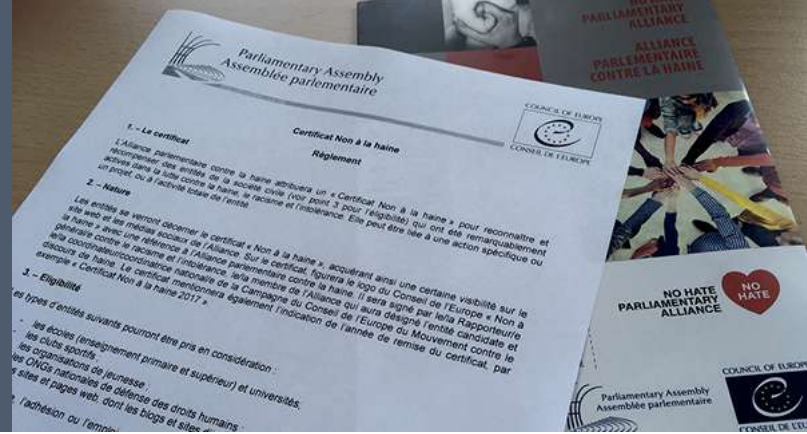 Parliamentary Assembly
Assemblée parlementaire
COUNCIL OF EUROPE
CONSEIL DE L'EUROPE
Certificat Non à la haine
Règlement
1. – Le certificat
L'Alliance parlementaire contre la haine attribuera un « Certificat Non à la haine » pour reconnaître et
récompenser des entités de la société civile (voir point 3 pour l'éligibilité) qui ont été remarquablement
actives dans la lutte contre la haine, le racisme et l'intolérance. Elle peut être liée à une action spécifique ou
un projet, ou à l'activité totale de l'entité.
2. – Nature
Les entités se verront décerner le certificat « Non à la haine », acquérant ainsi une certaine visibilité sur le
site web et les médias sociaux de l'Alliance. Sur le certificat, figurera le logo du Conseil de l'Europe « Non à
la haine » avec une référence à l'Alliance parlementaire contre la haine. Il sera signé par le/la Rapporteur/e
général/e contre le racisme et l'intolérance, le/la membre de l'Alliance qui aura désigné l'entité candidate et
le/la coordinateur/coordinatrice nationale de la Campagne du Conseil de l'Europe du Mouvement contre le
discours de haine. Le certificat mentionnera également l'indication de l'année de remise du certificat, par
exemple « Certificat Non à la haine 2017 ».
3. – Eligibilité
Les types d'entités suivants pourront être pris en considération :
- les écoles (enseignement primaire et supérieur) et universités,
les clubs sportifs
les organisations de jeunesse
les ONGs nationales de défense des droits humains
sites et pages web, dont les blogs et sites
l'adhésion ou
NO HATE
PARLIAMENTARY
ALLIANCE
ALLIANCE
PARLEMENTAIRE
CONTRE LA HAINE
NO HATE
PARLIAMENTARY
ALLIANCE
NO
HATE
Parliamentary Assembly
Assemblée parlementaire
COUNCIL OF EUROPE
CONSEIL DE